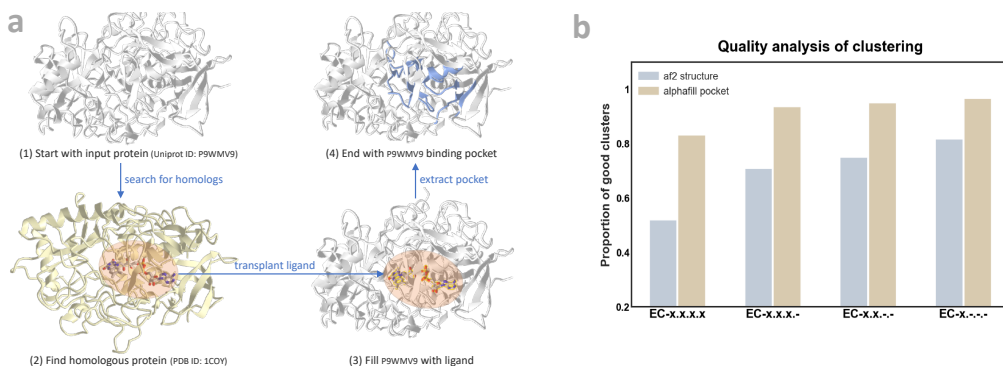 a
(1) Start with input protein (Uniprot ID: P9WMV9)
search for homologs
(2) Find homologous protein (PDB ID: 1COY)
transplant ligand
(3) Fill P9WMV9 with ligand
extract pocket
(4) End with P9WMV9 binding pocket
b
Quality analysis of clustering
af2 structure
alphafill pocket
Proportion of good clusters
1
0.8
0.6
0.4
0.2
EC-x.x.x.x
EC-x.x.x.-
EC-x.x.-.-
EC-x.-.-.-